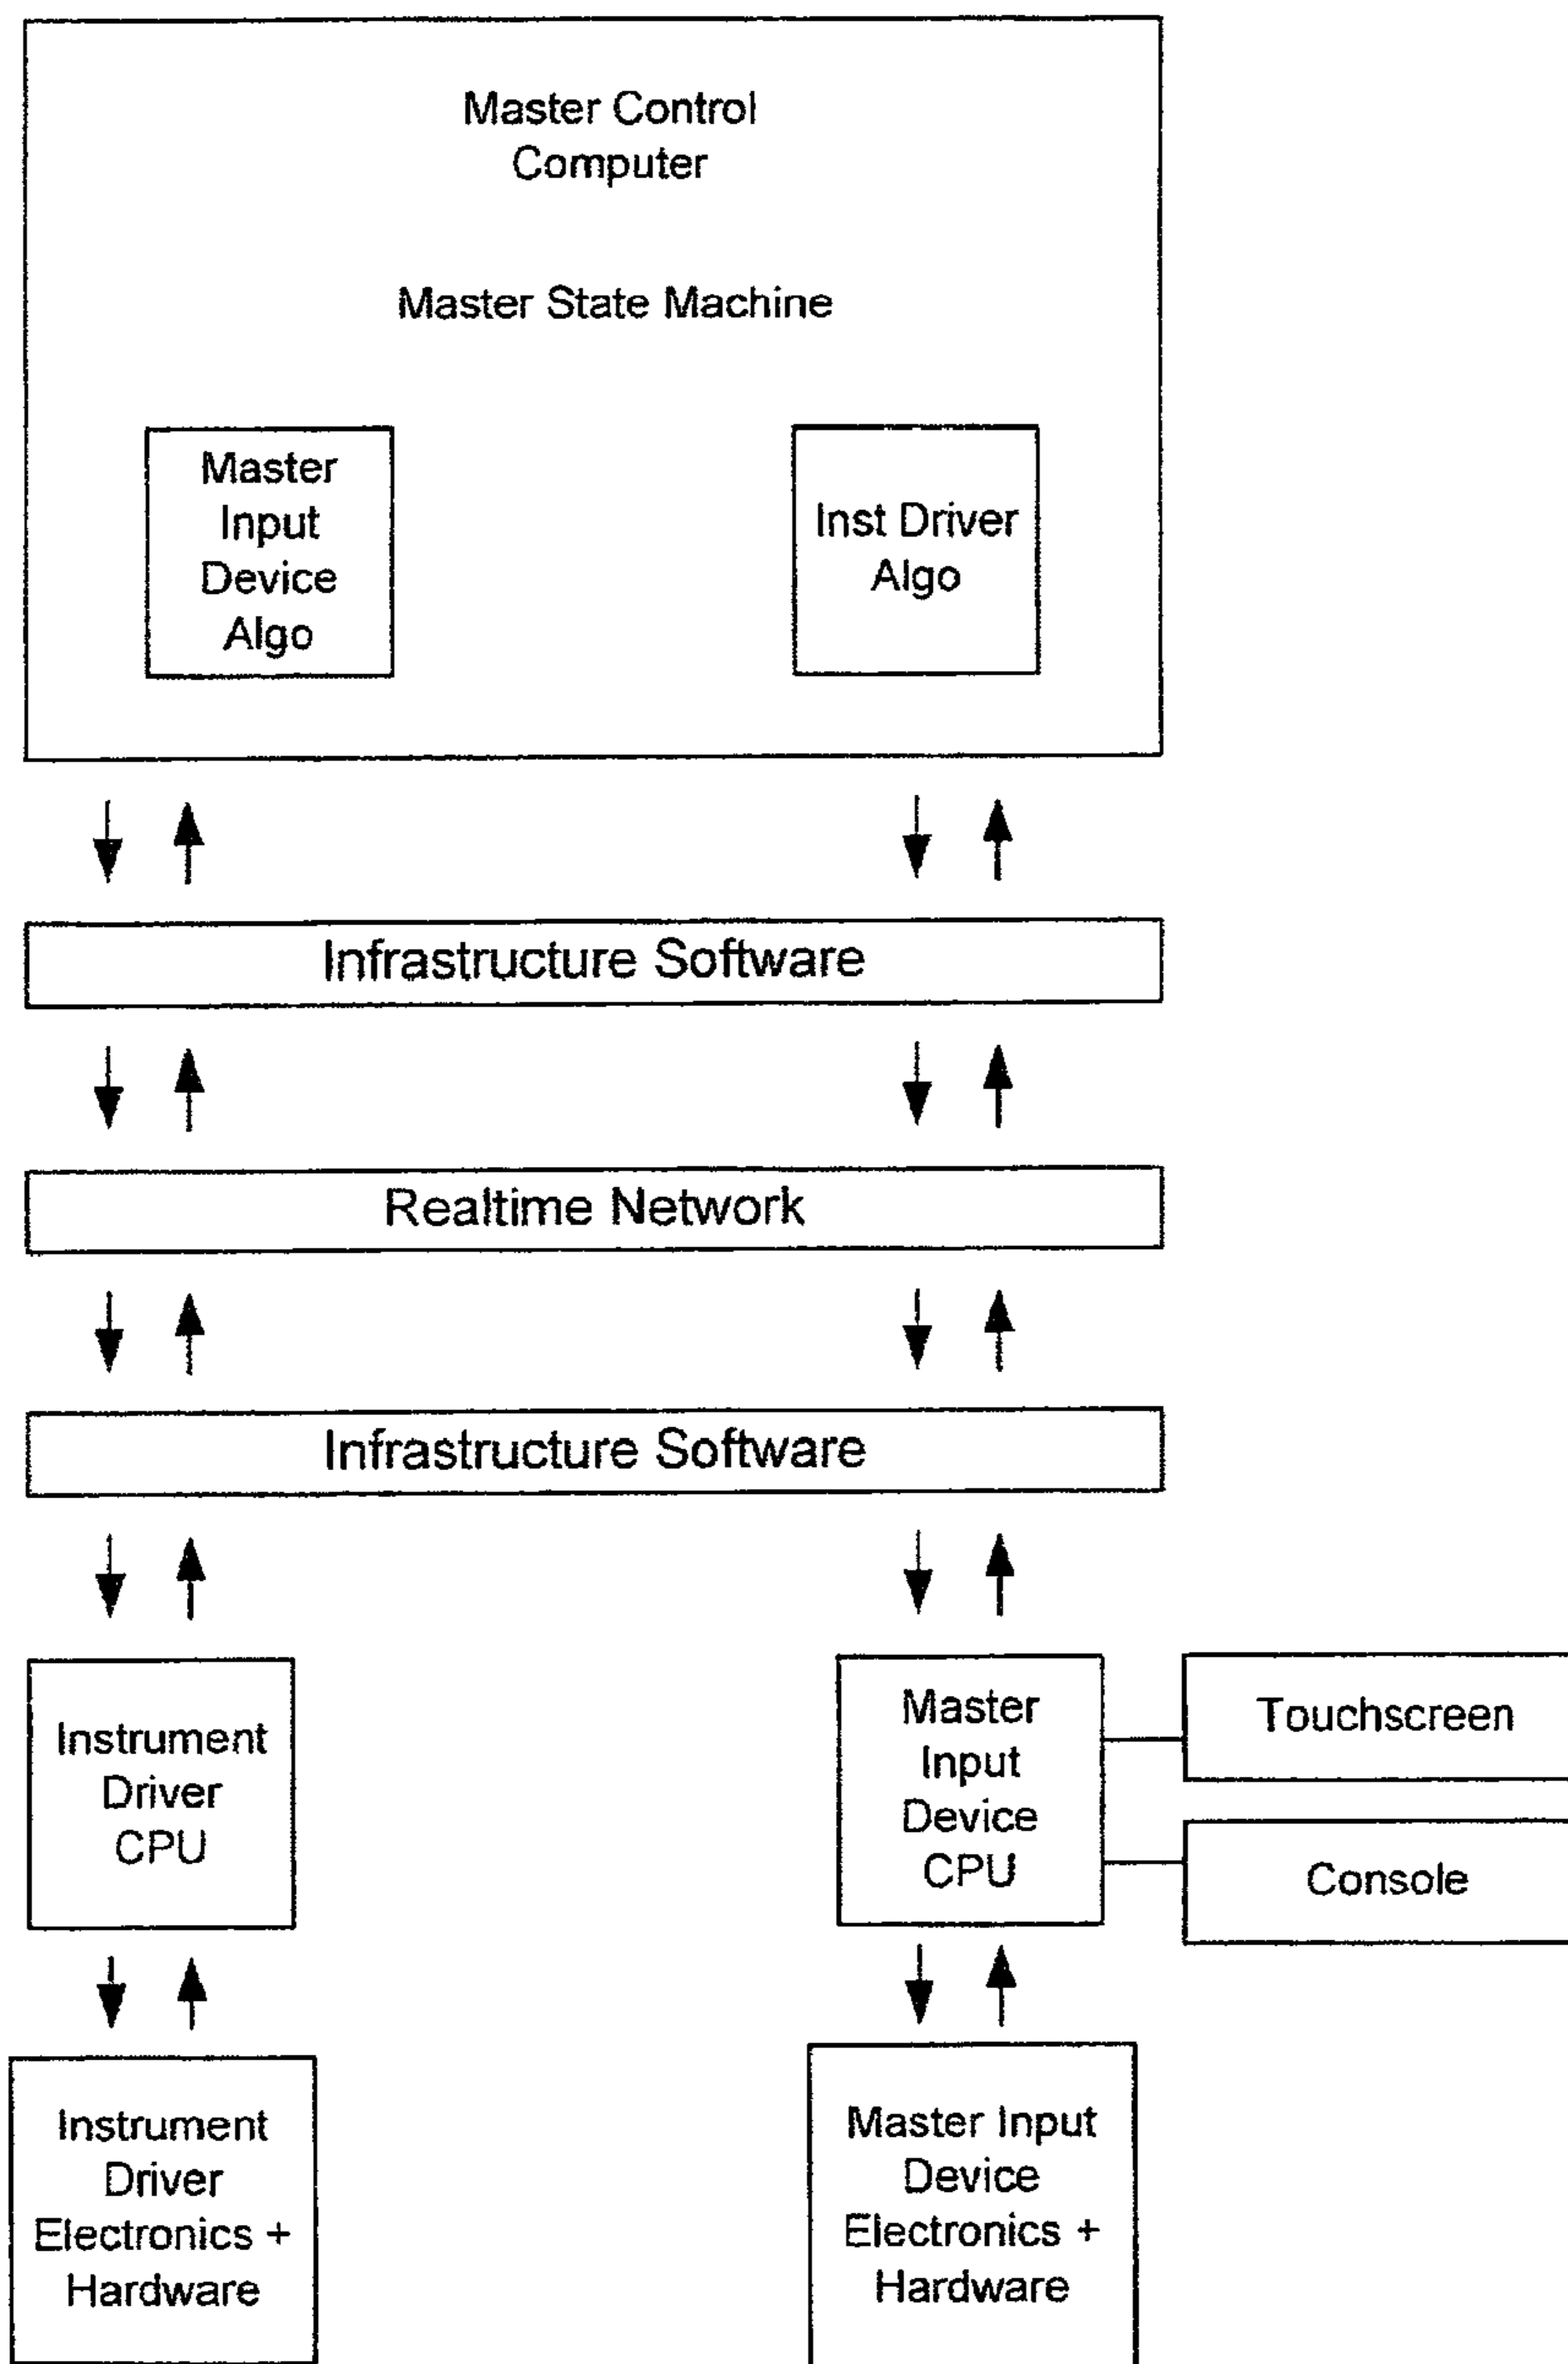 Master Control
Computer
Master State Machine
Master
Input
Device
Algo
Inst Driver
Algo
Infrastructure Software
Realtime Network
Infrastructure Software
Instrument
Driver
CPU
Master
Input
Device
CPU
Touchscreen
Console
Instrument
Driver
Electronics +
Hardware
Master Input
Device
Electronics +
Hardware